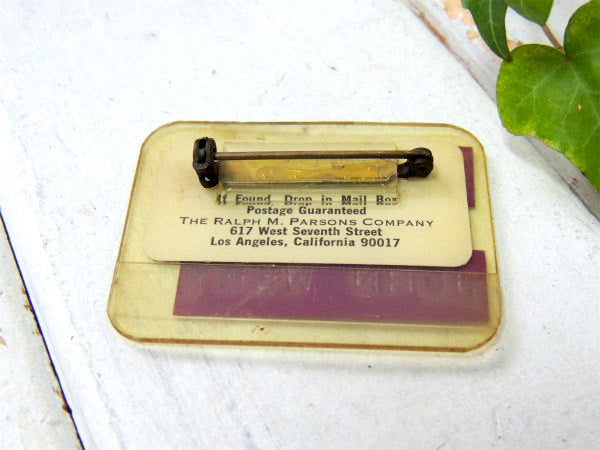 If Found, Drop in Mail Box
Postage Guaranteed
THE RALPH M. PARSONS COMPANY
617 West Seventh Street
Los Angeles, California 90017